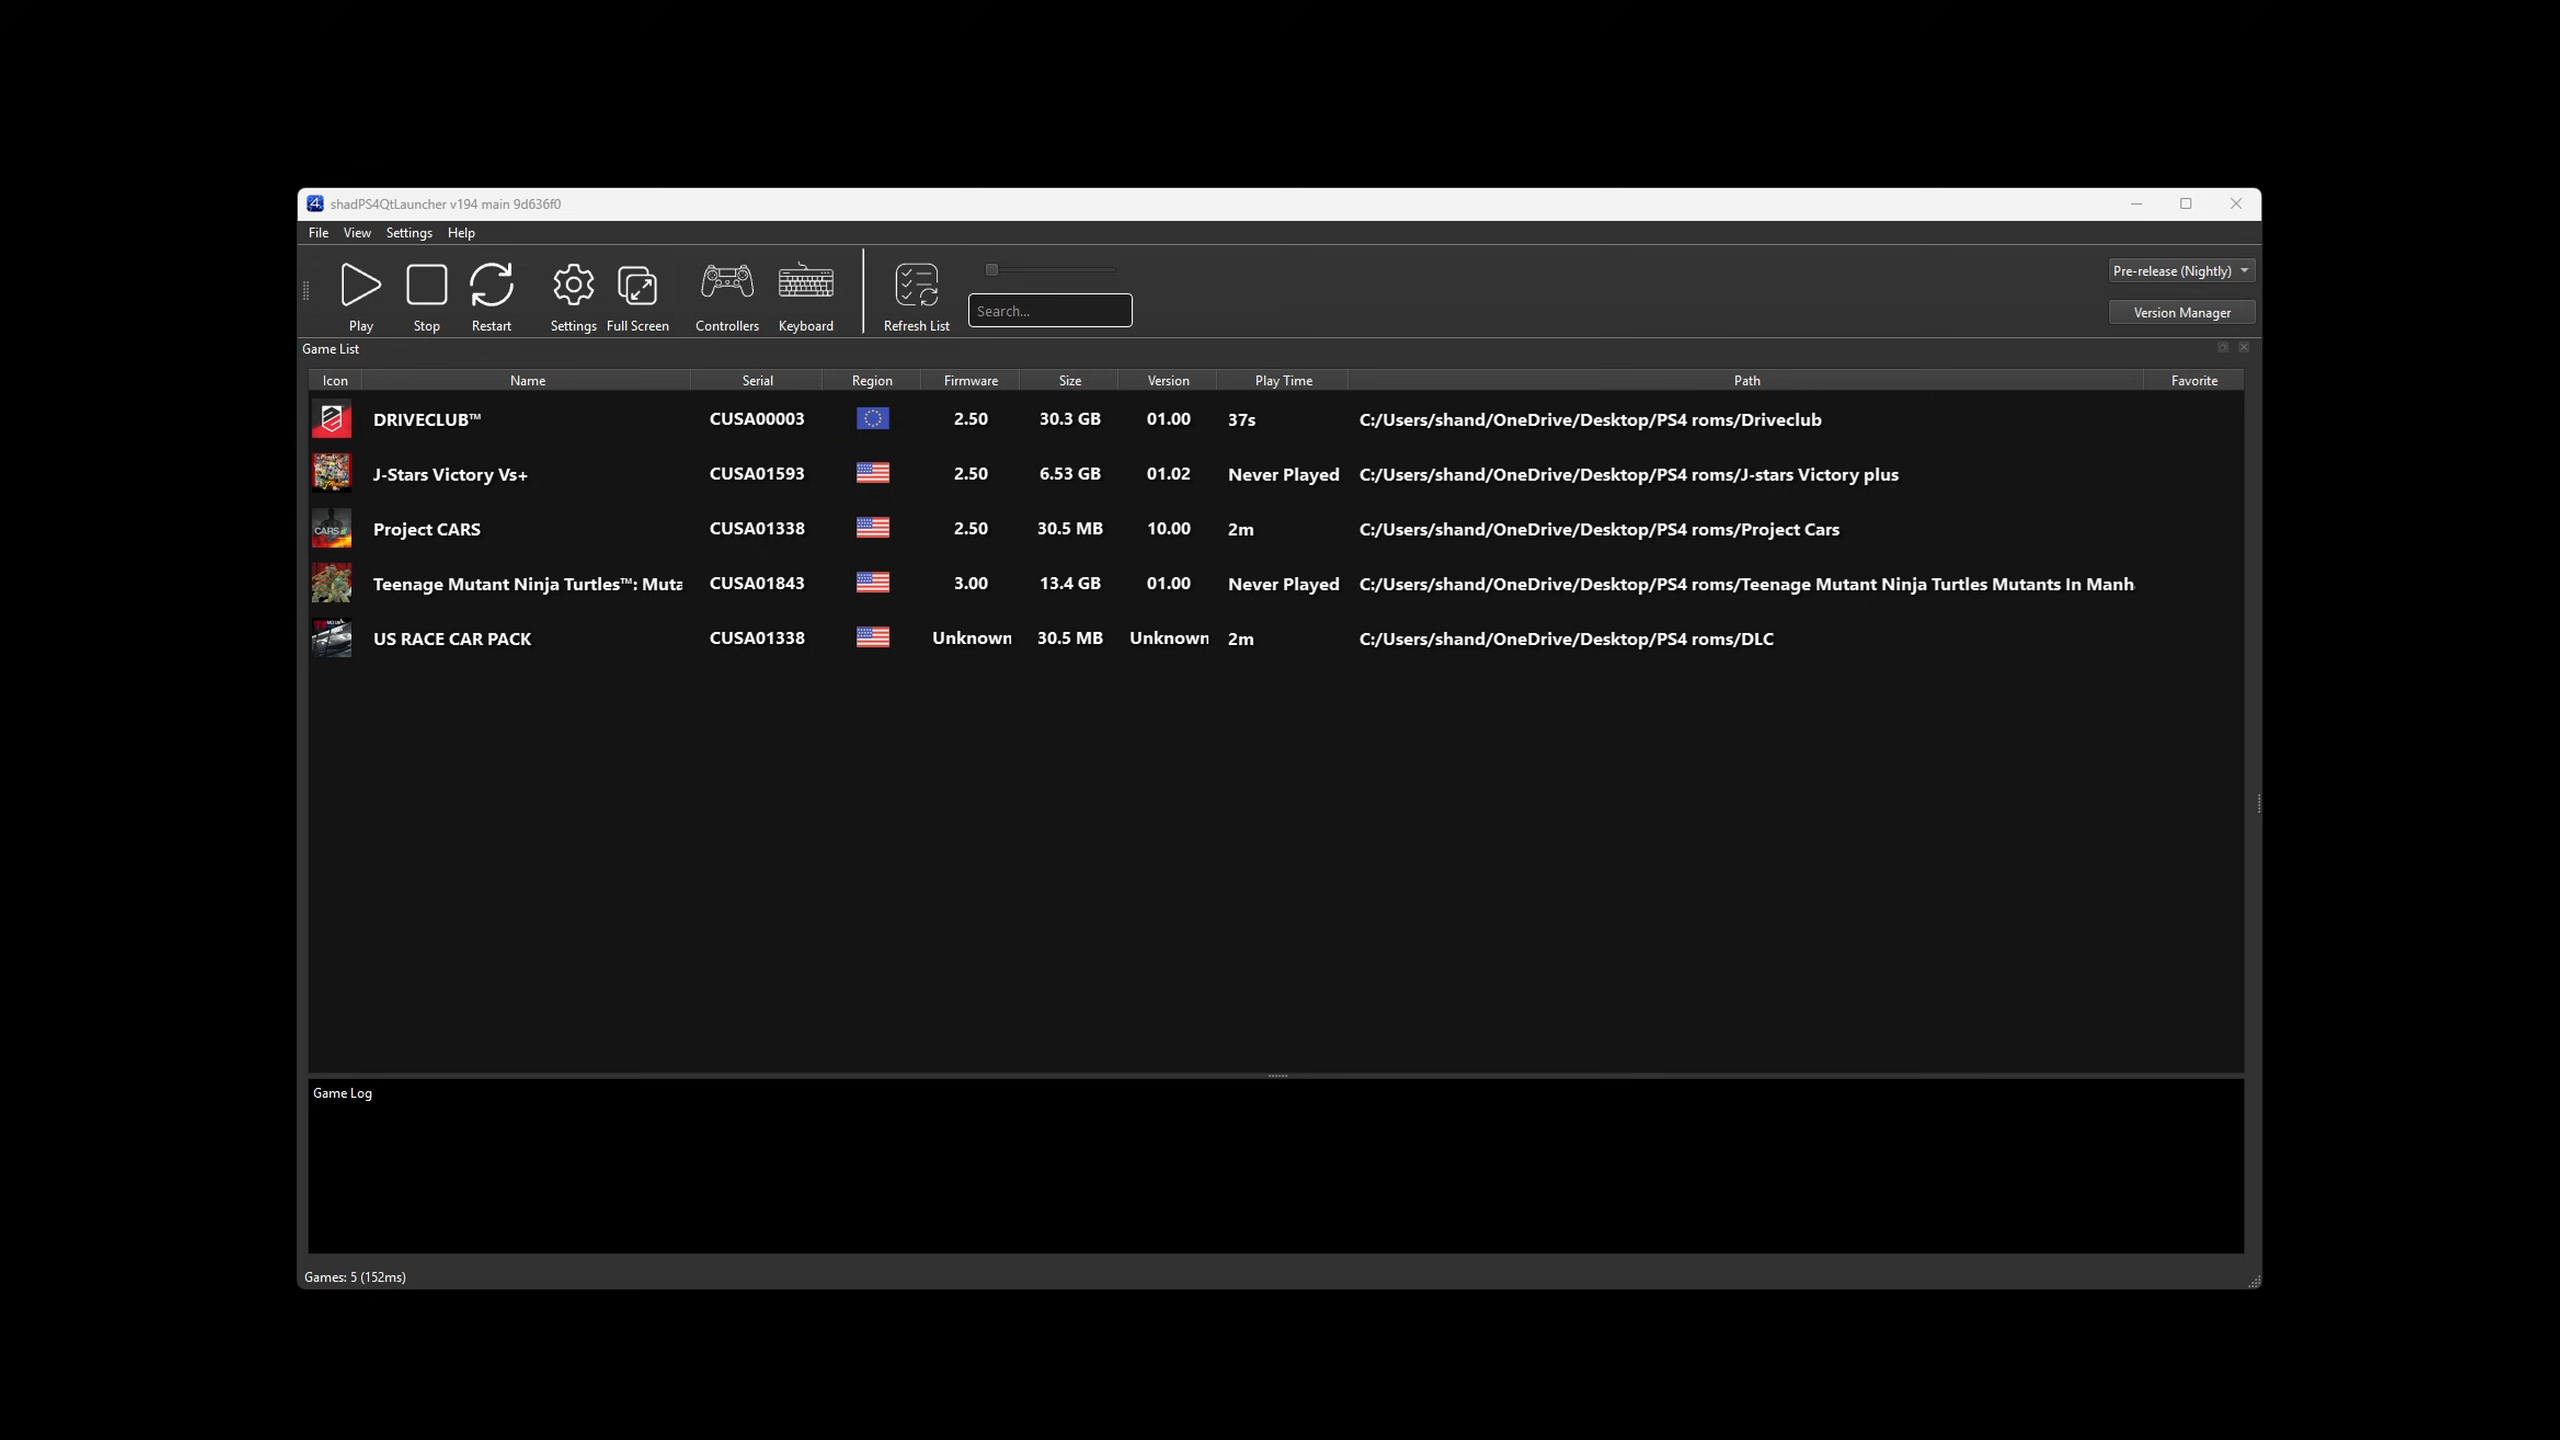 shadPS4QtLauncher v194 main 9d636f0
File View Settings Help
Play Stop Restart Settings Full Screen Controllers Keyboard Refresh List
Search...
Pre-release (Nightly)
Version Manager
Game List
Icon Name Serial Region Firmware Size Version Play Time Path Favorite
DRIVECLUB™ CUSA00003 2.50 30.3 GB 01.00 37s C:/Users/shand/OneDrive/Desktop/PS4 roms/Driveclub
J-Stars Victory Vs+ CUSA01593 2.50 6.53 GB 01.02 Never Played C:/Users/shand/OneDrive/Desktop/PS4 roms/J-stars Victory plus
CARS
Project CARS CUSA01338 2.50 30.5 MB 10.00 2m C:/Users/shand/OneDrive/Desktop/PS4 roms/Project Cars
Teenage Mutant Ninja Turtles™: Muta CUSA01843 3.00 13.4 GB 01.00 Never Played C:/Users/shand/OneDrive/Desktop/PS4 roms/Teenage Mutant Ninja Turtles Mutants In Manh
US RACE CAR PACK CUSA01338 Unknown 30.5 MB Unknown 2m C:/Users/shand/OneDrive/Desktop/PS4 roms/DLC
Game Log
Games: 5 (152ms)